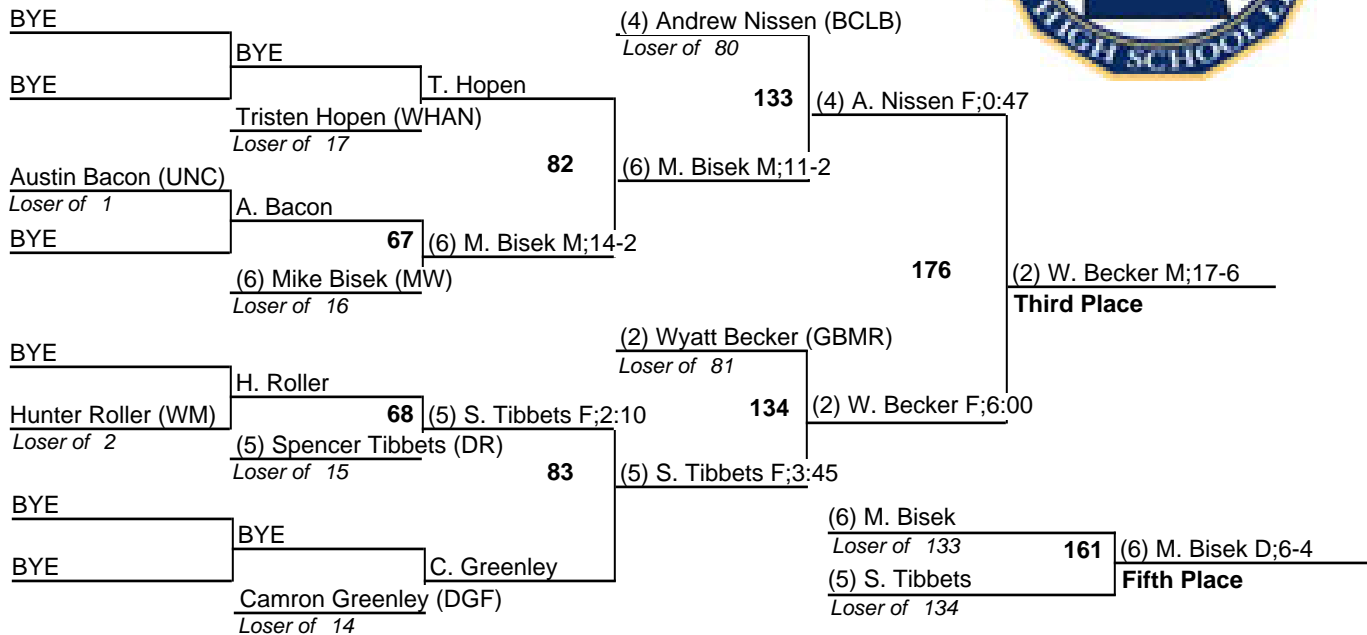 BYE
BYE
BYE
T. Hopen
Tristen Hopen (WHAN)
Loser of 17
82
Austin Bacon (UNC)
Loser of 1
A. Bacon
BYE
67
(6) M. Bisek M;14-2
(6) Mike Bisek (MW)
Loser of 16
(4) Andrew Nissen (BCLB)
Loser of 80
133
(4) A. Nissen F;0:47
(6) M. Bisek M;11-2
176
(2) W. Becker M;17-6
Third Place
BYE
H. Roller
Hunter Roller (WM)
Loser of 2
68
(5) S. Tibbets F;2:10
(5) Spencer Tibbets (DR)
Loser of 15
83
(2) Wyatt Becker (GBMR)
Loser of 81
134
(2) W. Becker F;6:00
(5) S. Tibbets F;3:45
BYE
BYE
BYE
C. Greenley
Camron Greenley (DGF)
Loser of 14
(6) M. Bisek
Loser of 133
161
(6) M. Bisek D;6-4
(5) S. Tibbets
Fifth Place
Loser of 134
HIGH SCHOOL